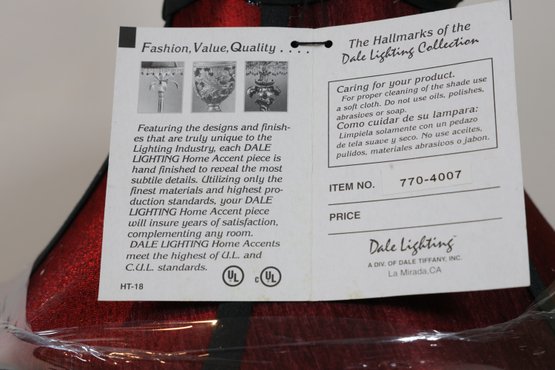 Fashion, Value, Quality . . . .
Featuring the designs and finish-
es that are truly unique to the
Lighting Industry, each DALE
LIGHTING Home Accent piece is
hand finished to reveal the most
subtle details. Utilizing only the
finest materials and highest pro-
duction standards, your DALE
LIGHTING Home Accent piece
will insure years of satisfaction,
complementing any room.
DALE LIGHTING Home Accents
meet the highest of U.L. and
C.U.L. standards.
UL
c UL
HT-18
The Hallmarks of the
Dale Lighting Collection
Caring for your product.
For proper cleaning of the shade use
a soft cloth. Do not use oils, polishes,
abrasives or soap.
Como cuidar de su lampara:
Limpiela solamente con un pedazo
de tela suave y seco. No use aceites,
pulidos, materiales abrasivos o jabon.
ITEM NO. 770-4007
PRICE
Dale Lighting™
A DIV. OF DALE TIFFANY, INC.
La Mirada, CA